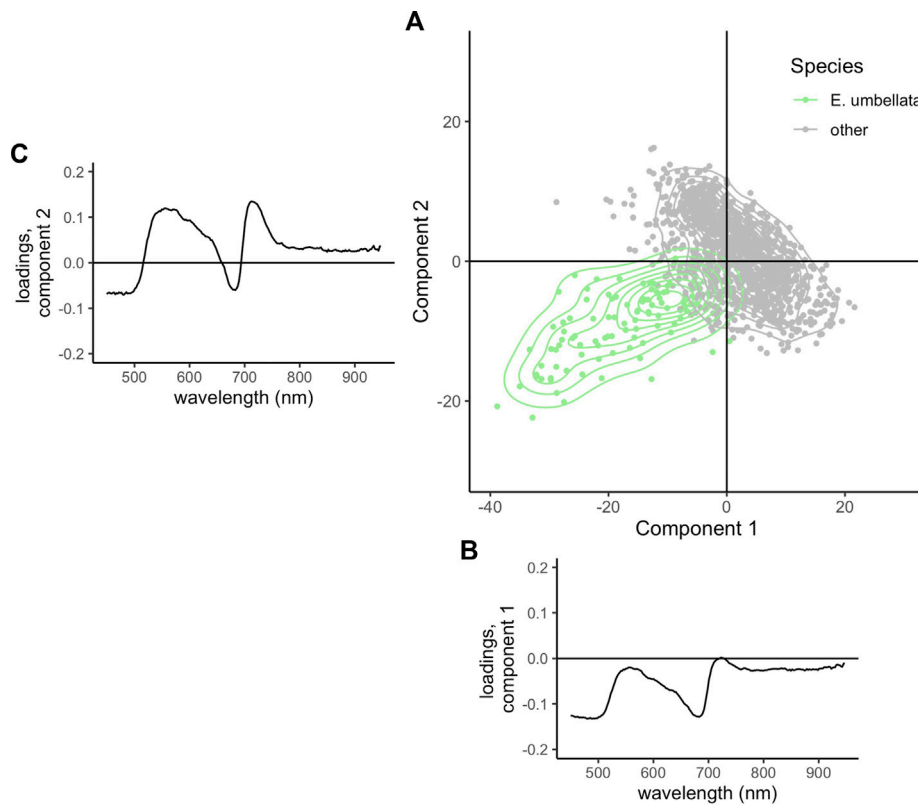 A
Species
E. umbellata
other
20
0
-20
Component 2
-40
-20
0
20
Component 1
C
0.2
0.1
0.0
-0.1
-0.2
loadings,
component 2
500
600
700
800
900
wavelength (nm)
B
0.2
0.1
0.0
-0.1
-0.2
loadings,
component 1
500
600
700
800
900
wavelength (nm)